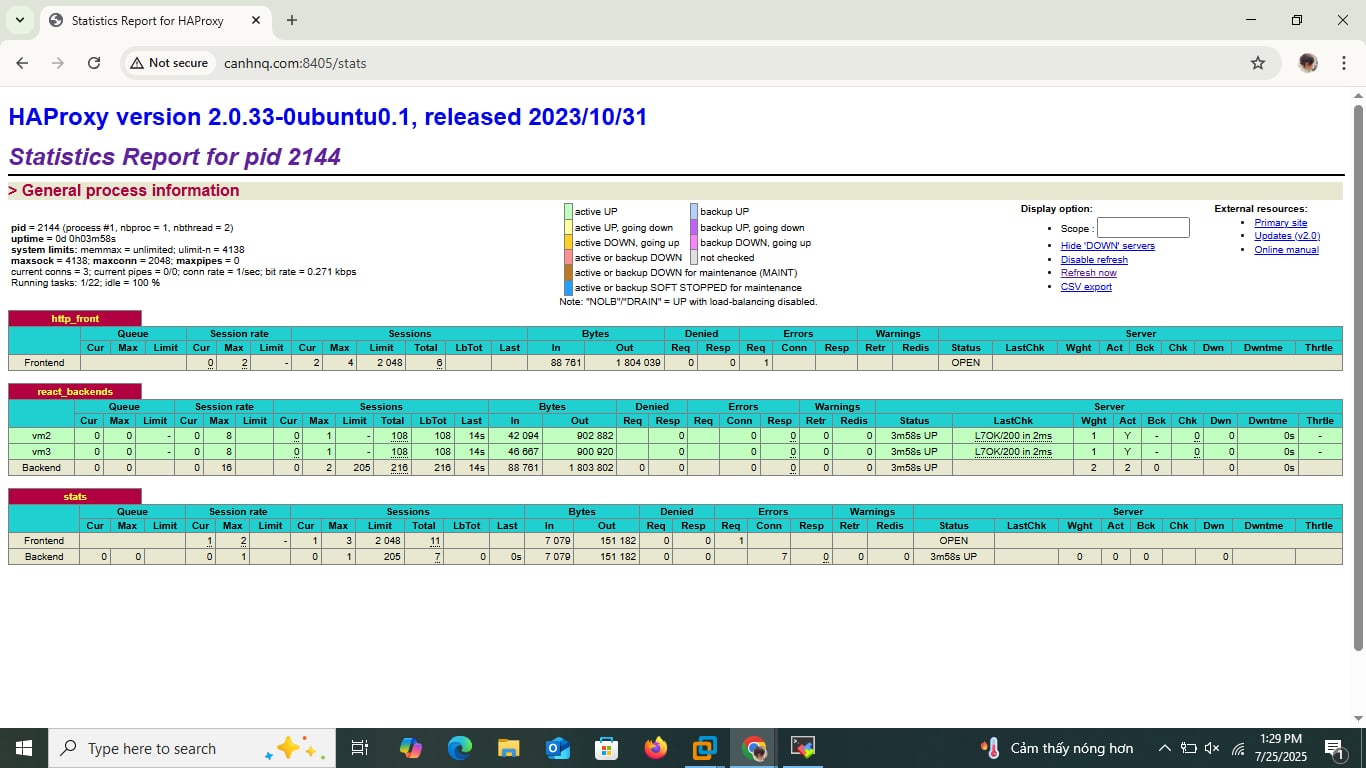 Statistics Report for HAProxy
Not secure canhnq.com:8405/stats
HAProxy version 2.0.33-0ubuntu0.1, released 2023/10/31
Statistics Report for pid 2144
> General process information
pid = 2144 (process #1, nbproc = 1, nbthread = 2)
uptime = 0d 0h03m58s
system limits: memmax = unlimited; ulimit-n = 4138
maxsock = 4138; maxconn = 2048; maxpipes = 0
current conns = 3; current pipes = 0/0; conn rate = 1/sec; bit rate = 0.271 kbps
Running tasks: 1/22; idle = 100 %
active UP backup UP
active UP, going down backup UP, going down
active DOWN, going up backup DOWN, going up
active or backup DOWN not checked
active or backup DOWN for maintenance (MAINT)
active or backup SOFT STOPPED for maintenance
Note: "NOLB"/"DRAIN" = UP with load-balancing disabled.
Display option:
Scope :
Hide 'DOWN' servers
Disable refresh
Refresh now
CSV export
External resources:
Primary site
Updates (v2.0)
Online manual
http_front
Queue Session rate Sessions Bytes Denied Errors Warnings Server
Cur Max Limit Cur Max Limit Cur Max Limit Total LbTot Last In Out Req Resp Req Conn Resp Retr Redis Status LastChk Wght Act Bck Chk Dwn Dwntme Thrtle
Frontend 0 2 - 2 4 2 048 6 88 761 1 804 039 0 0 1 OPEN
react_backends
Queue Session rate Sessions Bytes Denied Errors Warnings Server
Cur Max Limit Cur Max Limit Cur Max Limit Total LbTot Last In Out Req Resp Req Conn Resp Retr Redis Status LastChk Wght Act Bck Chk Dwn Dwntme Thrtle
vm2 0 0 - 0 8 0 1 - 108 108 14s 42 094 902 882 0 0 0 0 0 3m58s UP L7OK/200 in 2ms 1 Y - 0 0 0s -
vm3 0 0 - 0 8 0 1 - 108 108 14s 46 667 900 920 0 0 0 0 0 3m58s UP L7OK/200 in 2ms 1 Y - 0 0 0s -
Backend 0 0 0 16 0 2 205 216 216 14s 88 761 1 803 802 0 0 0 0 0 0 3m58s UP 2 2 0 0 0s
stats
Queue Session rate Sessions Bytes Denied Errors Warnings Server
Cur Max Limit Cur Max Limit Cur Max Limit Total LbTot Last In Out Req Resp Req Conn Resp Retr Redis Status LastChk Wght Act Bck Chk Dwn Dwntme Thrtle
Frontend 1 2 - 1 3 2 048 11 7 079 151 182 0 0 1 OPEN
Backend 0 0 0 1 0 1 205 7 0 0s 7 079 151 182 0 0 7 0 0 0 3m58s UP 0 0 0 0
Type here to search
Cảm thấy nóng hơn
1:29 PM
7/25/2025
1